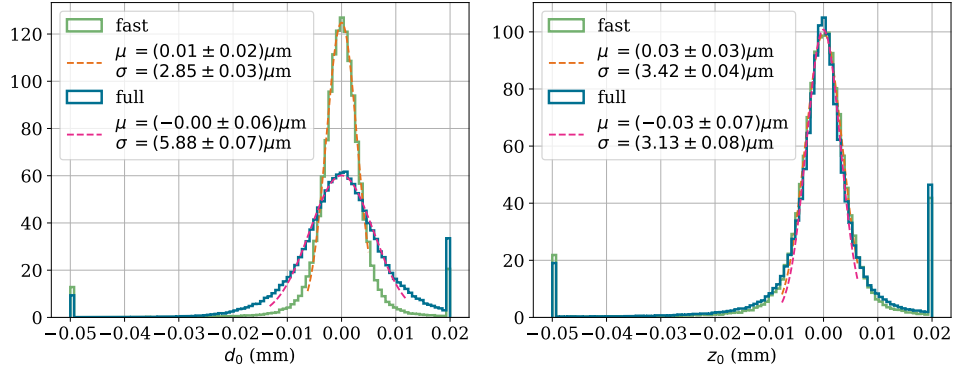 fast
μ = (0.01 ± 0.02)μm
σ = (2.85 ± 0.03)μm
full
μ = (−0.00 ± 0.06)μm
σ = (5.88 ± 0.07)μm
120
100
80
60
40
20
0
−0.05 −0.04 −0.03 −0.02 −0.01 0.00 0.01 0.02
d₀ (mm)
fast
μ = (0.03 ± 0.03)μm
σ = (3.42 ± 0.04)μm
full
μ = (−0.03 ± 0.07)μm
σ = (3.13 ± 0.08)μm
100
80
60
40
20
0
−0.05 −0.04 −0.03 −0.02 −0.01 0.00 0.01 0.02
z₀ (mm)